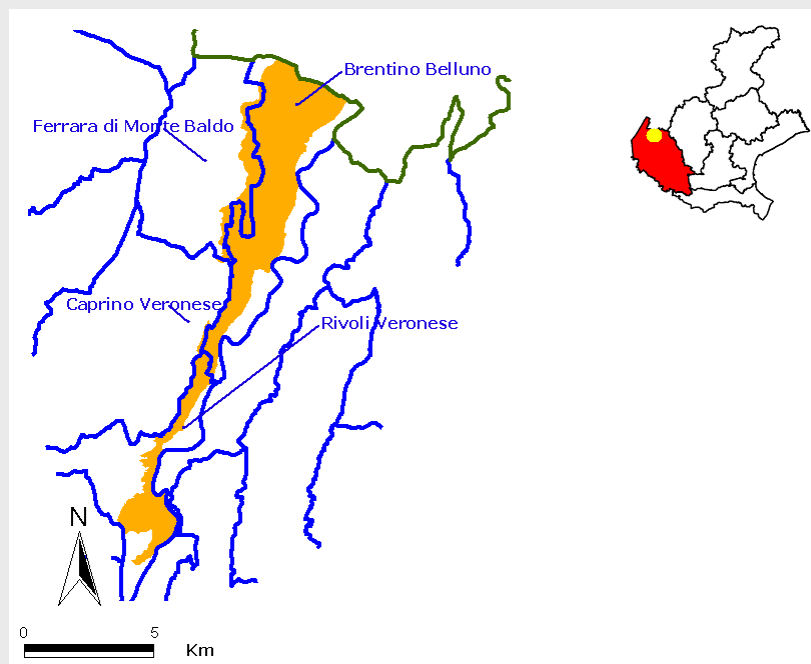 Brentino Belluno
Ferrara di Monte Baldo
Caprino Veronese
Rivoli Veronese
N
0 5
Km